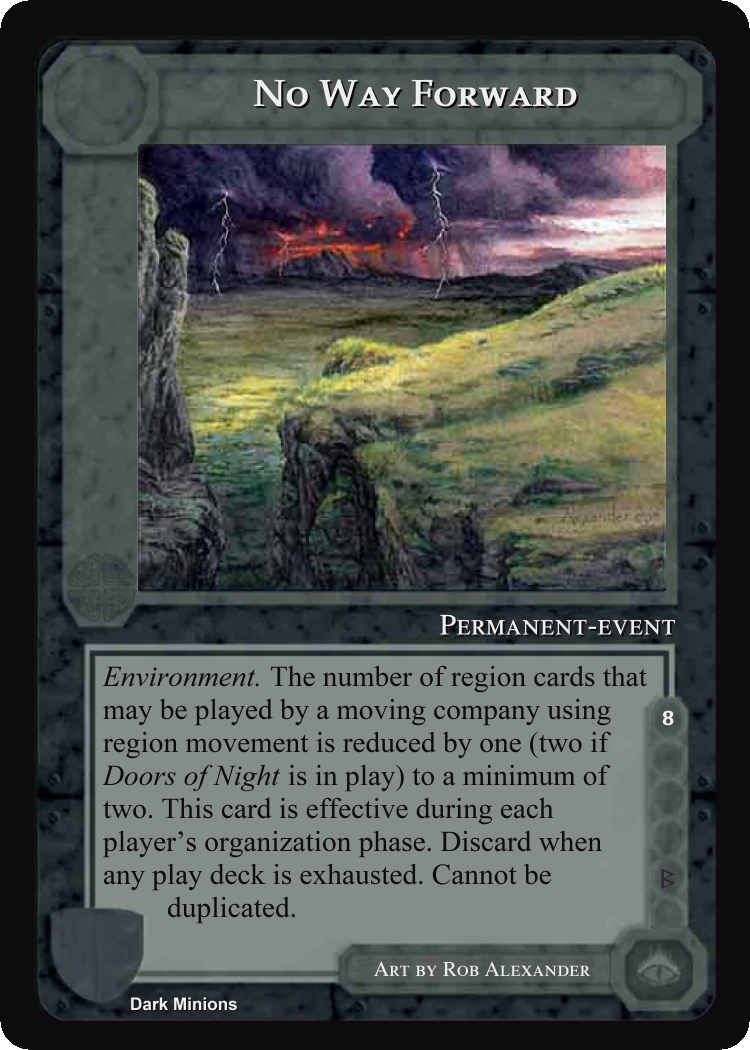 No Way Forward
Permanent-event
Environment. The number of region cards that
may be played by a moving company using
region movement is reduced by one (two if
Doors of Night is in play) to a minimum of
two. This card is effective during each
player's organization phase. Discard when
any play deck is exhausted. Cannot be
duplicated.
8
Art by Rob Alexander
Dark Minions